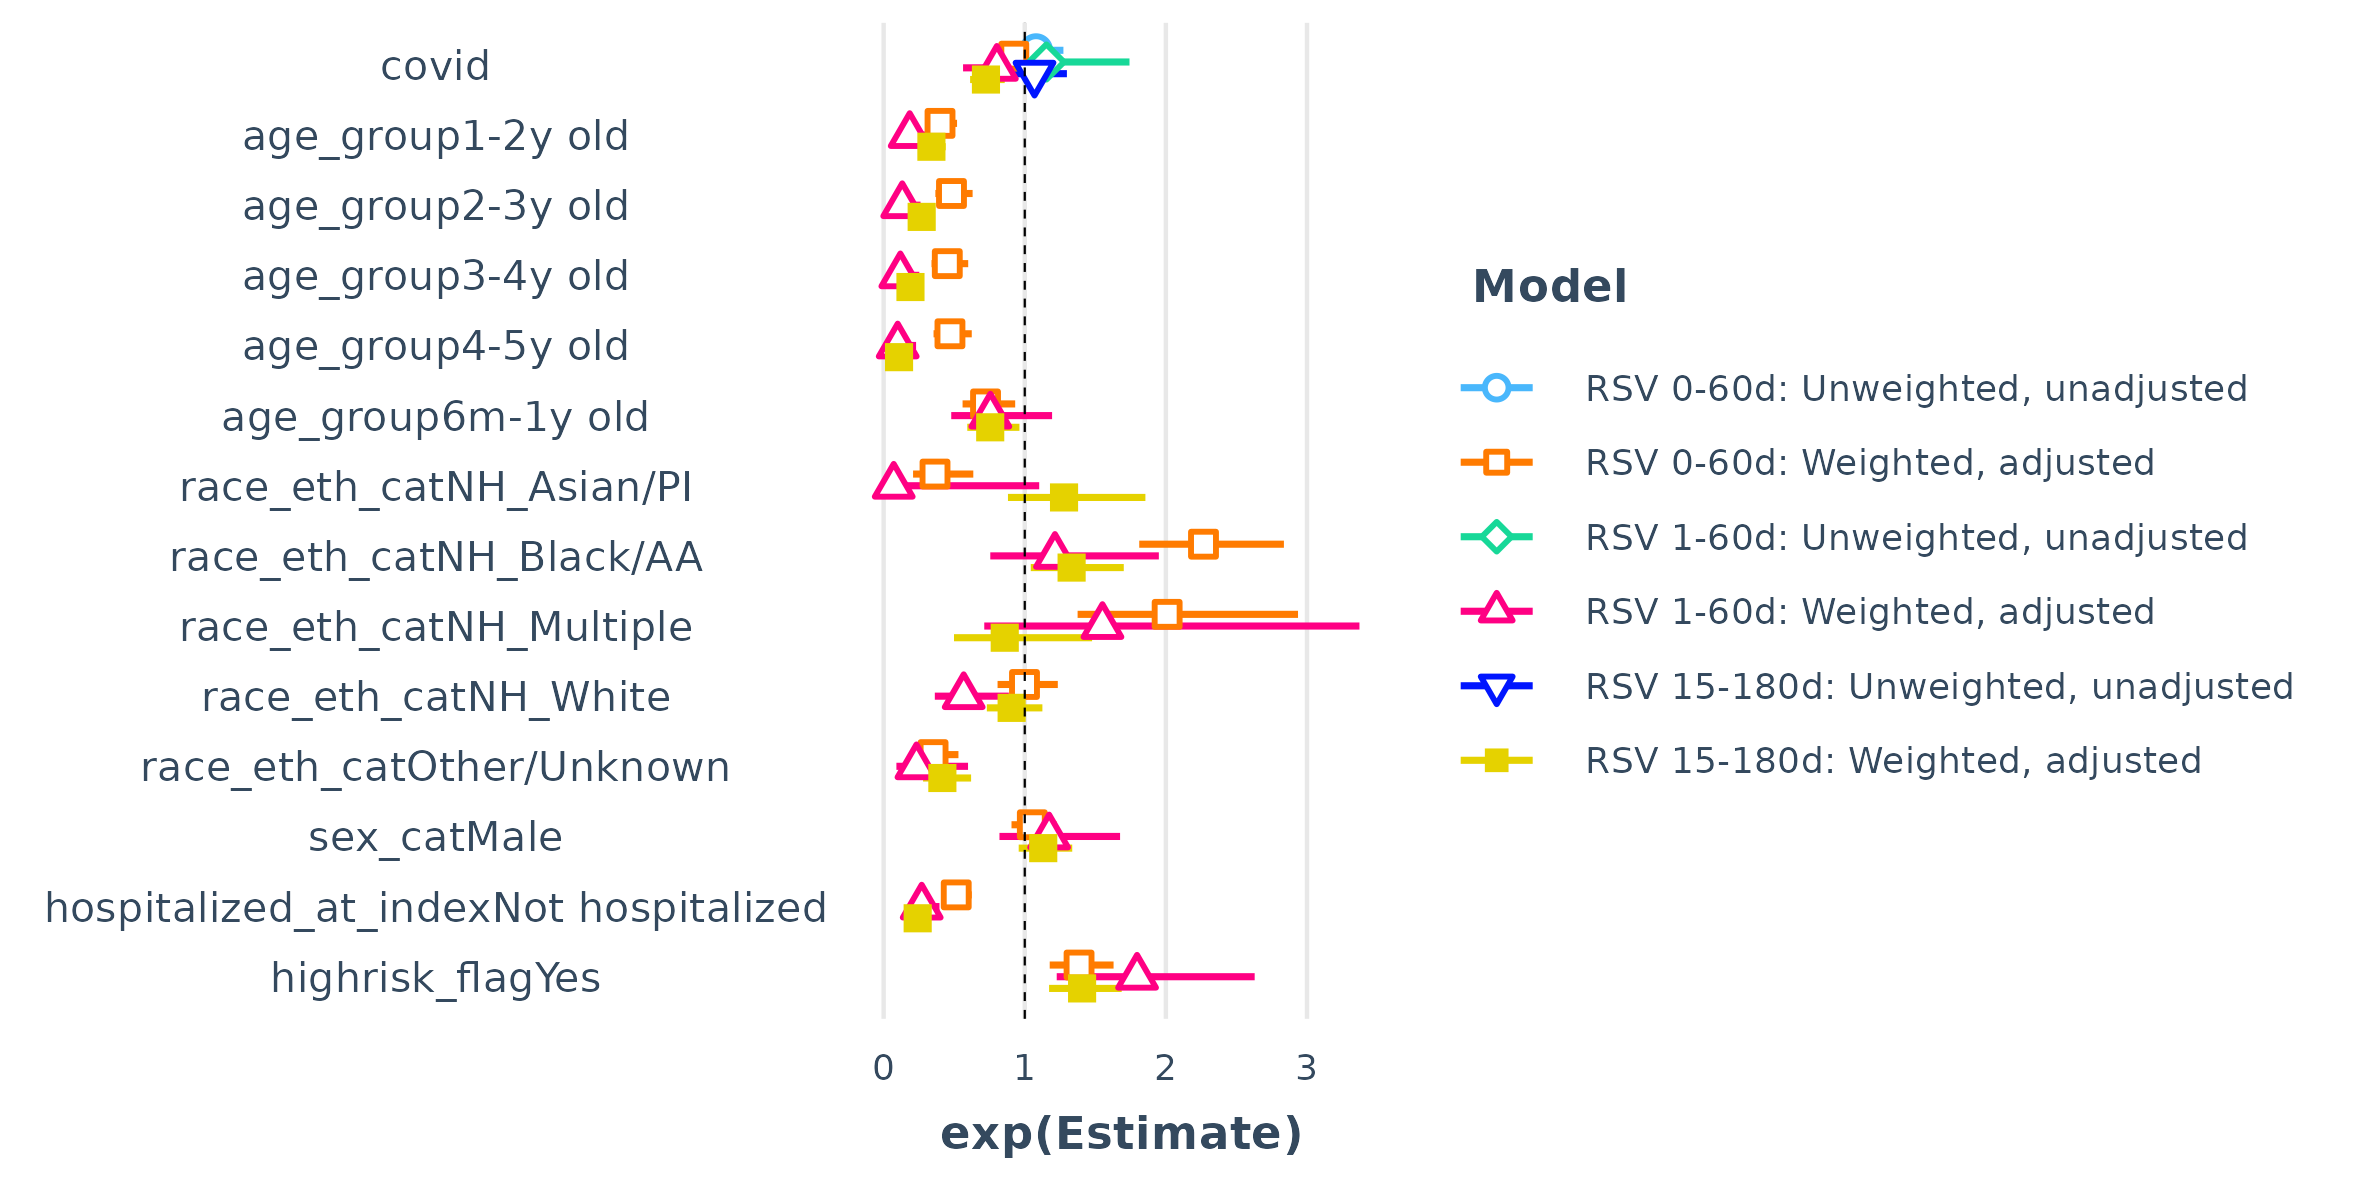 covid
age_group1-2y old
age_group2-3y old
age_group3-4y old
age_group4-5y old
age_group6m-1y old
race_eth_catNH_Asian/PI
race_eth_catNH_Black/AA
race_eth_catNH_Multiple
race_eth_catNH_White
race_eth_catOther/Unknown
sex_catMale
hospitalized_at_indexNot hospitalized
highrisk_flagYes
0 1 2 3
exp(Estimate)
Model
RSV 0-60d: Unweighted, unadjusted
RSV 0-60d: Weighted, adjusted
RSV 1-60d: Unweighted, unadjusted
RSV 1-60d: Weighted, adjusted
RSV 15-180d: Unweighted, unadjusted
RSV 15-180d: Weighted, adjusted